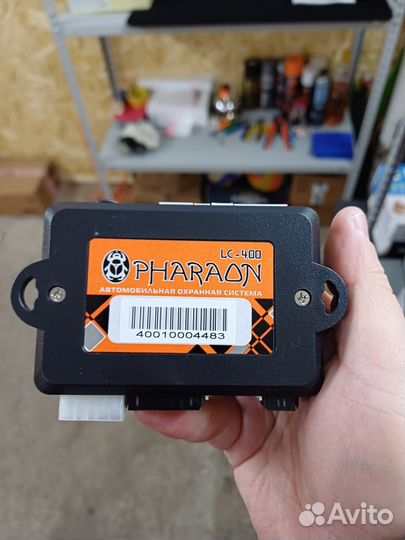 LC-400
PHARAON
АВТОМОБИЛЬНАЯ ОХРАННАЯ СИСТЕМА
40010004483
Avito